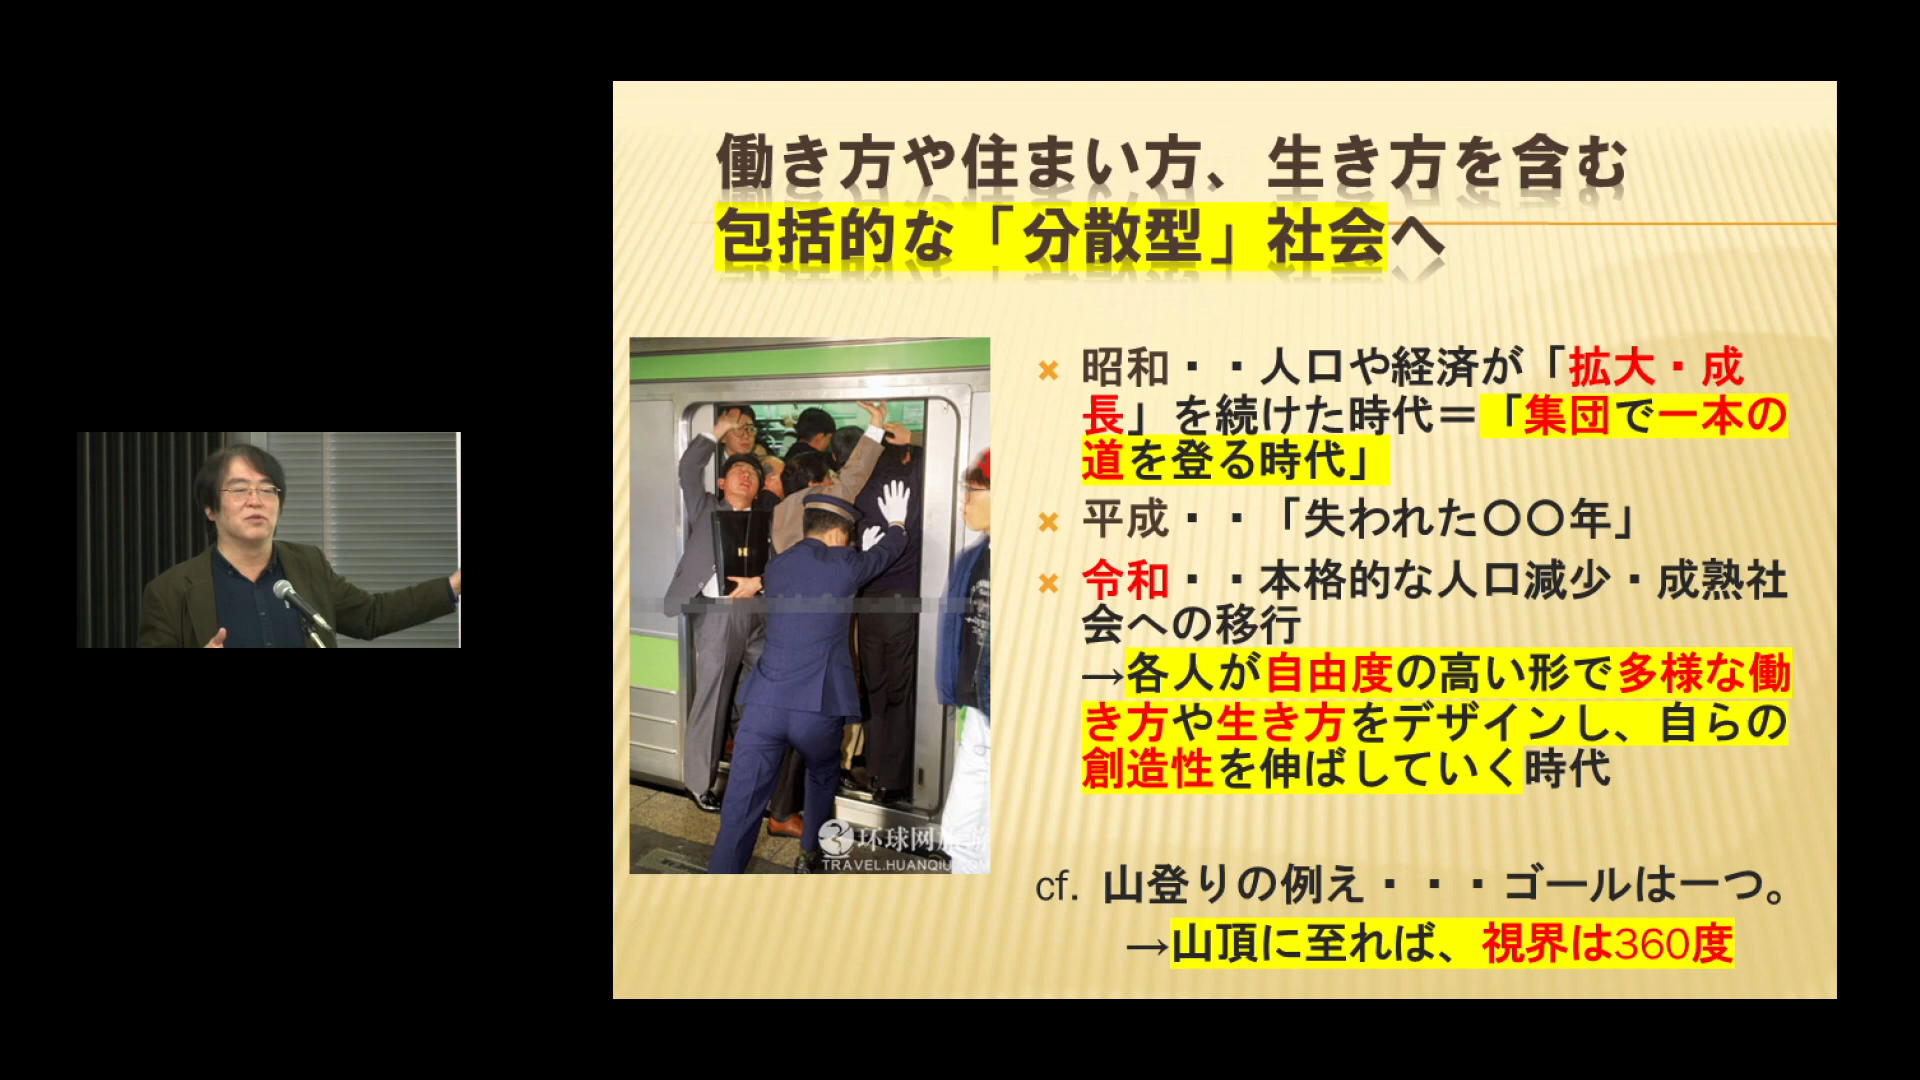 働き方や住まい方、生き方を含む
包括的な「分散型」社会へ
昭和・・人口や経済が「拡大・成
長」を続けた時代＝「集団で一本の
道を登る時代」
平成・・「失われた〇〇年」
令和・・本格的な人口減少・成熟社
会への移行
→各人が自由度の高い形で多様な働
き方や生き方をデザインし、自らの
創造性を伸ばしていく時代
cf. 山登りの例え・・・ゴールは一つ。
→山頂に至れば、視界は360度
环球网旅游
TRAVEL.HUANQIU.COM